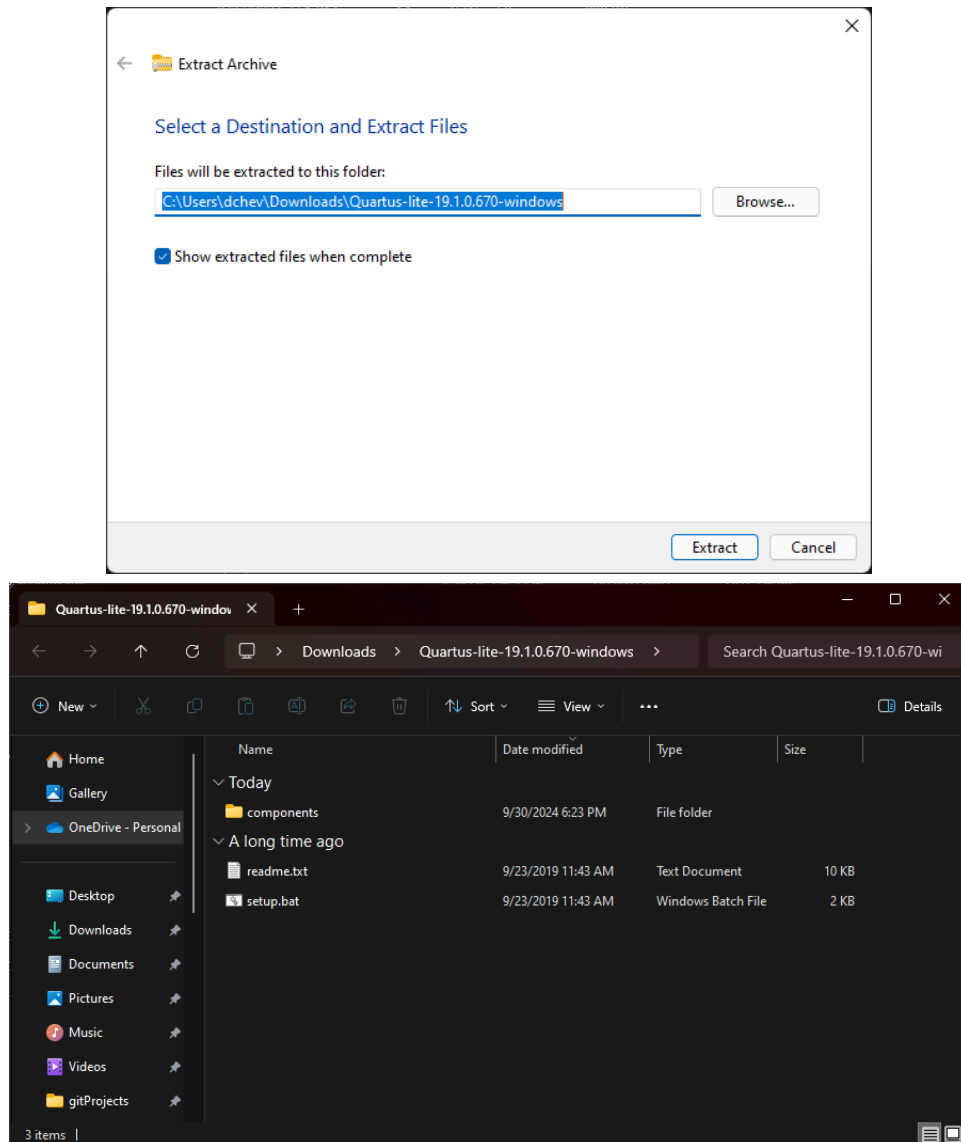 Extract Archive
Select a Destination and Extract Files
Files will be extracted to this folder:
C:\Users\dchev\Downloads\Quartus-lite-19.1.0.670-windows
Browse...
Show extracted files when complete
Extract Cancel
Quartus-lite-19.1.0.670-window
Downloads > Quartus-lite-19.1.0.670-windows > Search Quartus-lite-19.1.0.670-wi
New Sort View ... Details
Name Date modified Type Size
Home
Gallery
OneDrive - Personal
Desktop
Downloads
Documents
Pictures
Music
Videos
gitProjects
Today
components 9/30/2024 6:23 PM File folder
A long time ago
readme.txt 9/23/2019 11:43 AM Text Document 10 KB
setup.bat 9/23/2019 11:43 AM Windows Batch File 2 KB
3 items